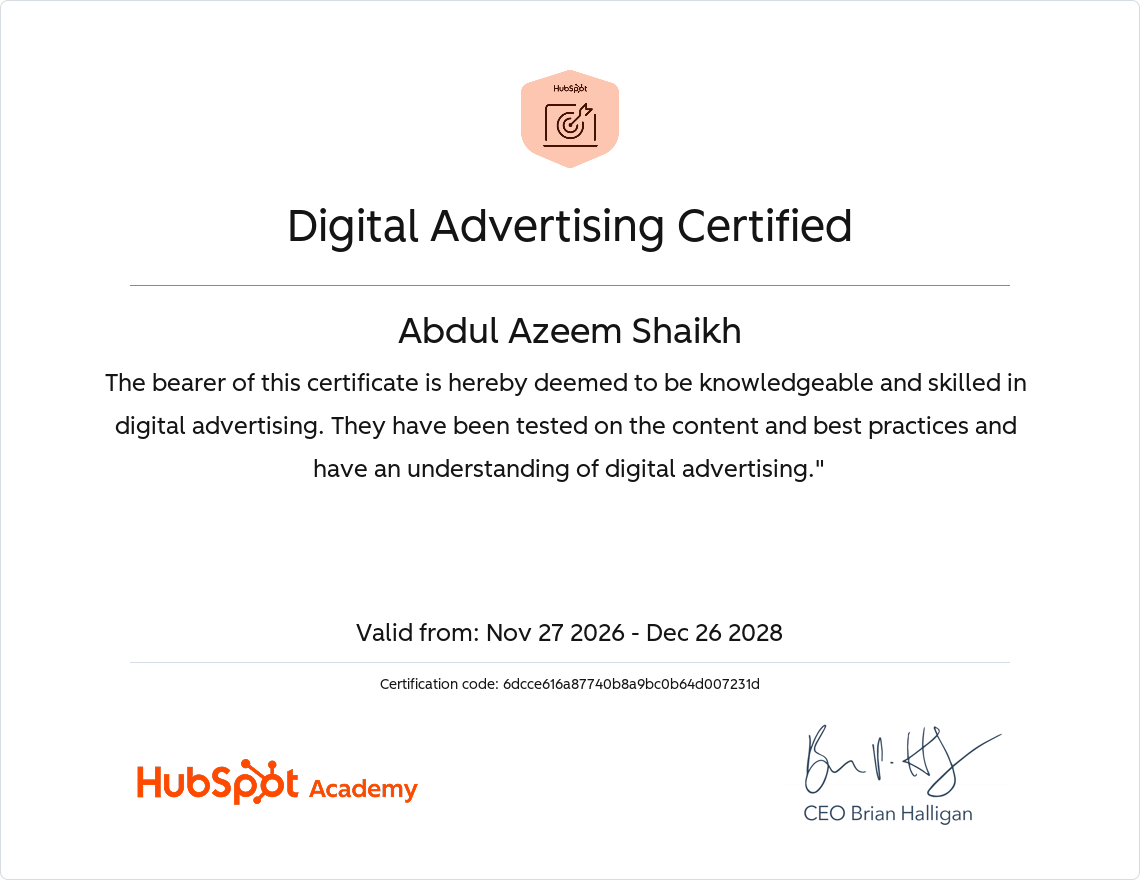 HubSpot
Digital Advertising Certified
Abdul Azeem Shaikh
The bearer of this certificate is hereby deemed to be knowledgeable and skilled in
digital advertising. They have been tested on the content and best practices and
have an understanding of digital advertising."
Valid from: Nov 27 2026 - Dec 26 2028
Certification code: 6dcce616a87740b8a9bc0b64d007231d
HubSpot Academy
CEO Brian Halligan